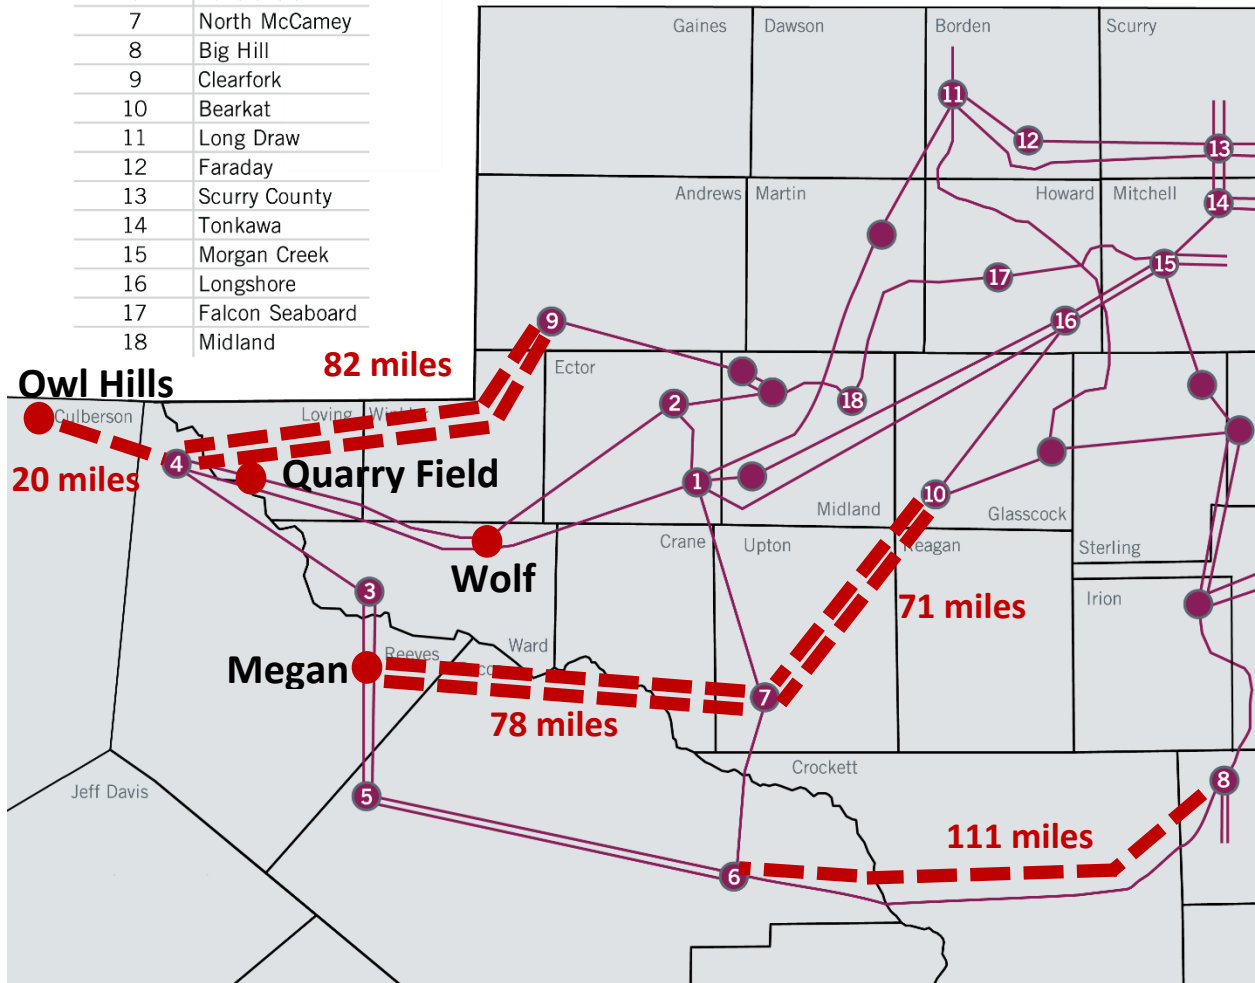 7 North McCamey
8 Big Hill
9 Clearfork
10 Bearkat
11 Long Draw
12 Faraday
13 Scurry County
14 Tonkawa
15 Morgan Creek
16 Longshore
17 Falcon Seaboard
18 Midland
Gaines Dawson Borden Scurry
11
12
13
Andrews Martin Howard Mitchell
14
15
17
16
9
82 miles
Ector
Owl Hills
Culberson
Loving
2
18
4
20 miles
Quarry Field
1
10
Midland
Glasscock
Crane Upton Reagan
Sterling
Wolf
3
71 miles
Irion
Ward
Reeves
Megan
7
78 miles
Crockett
Jeff Davis
5
8
111 miles
6